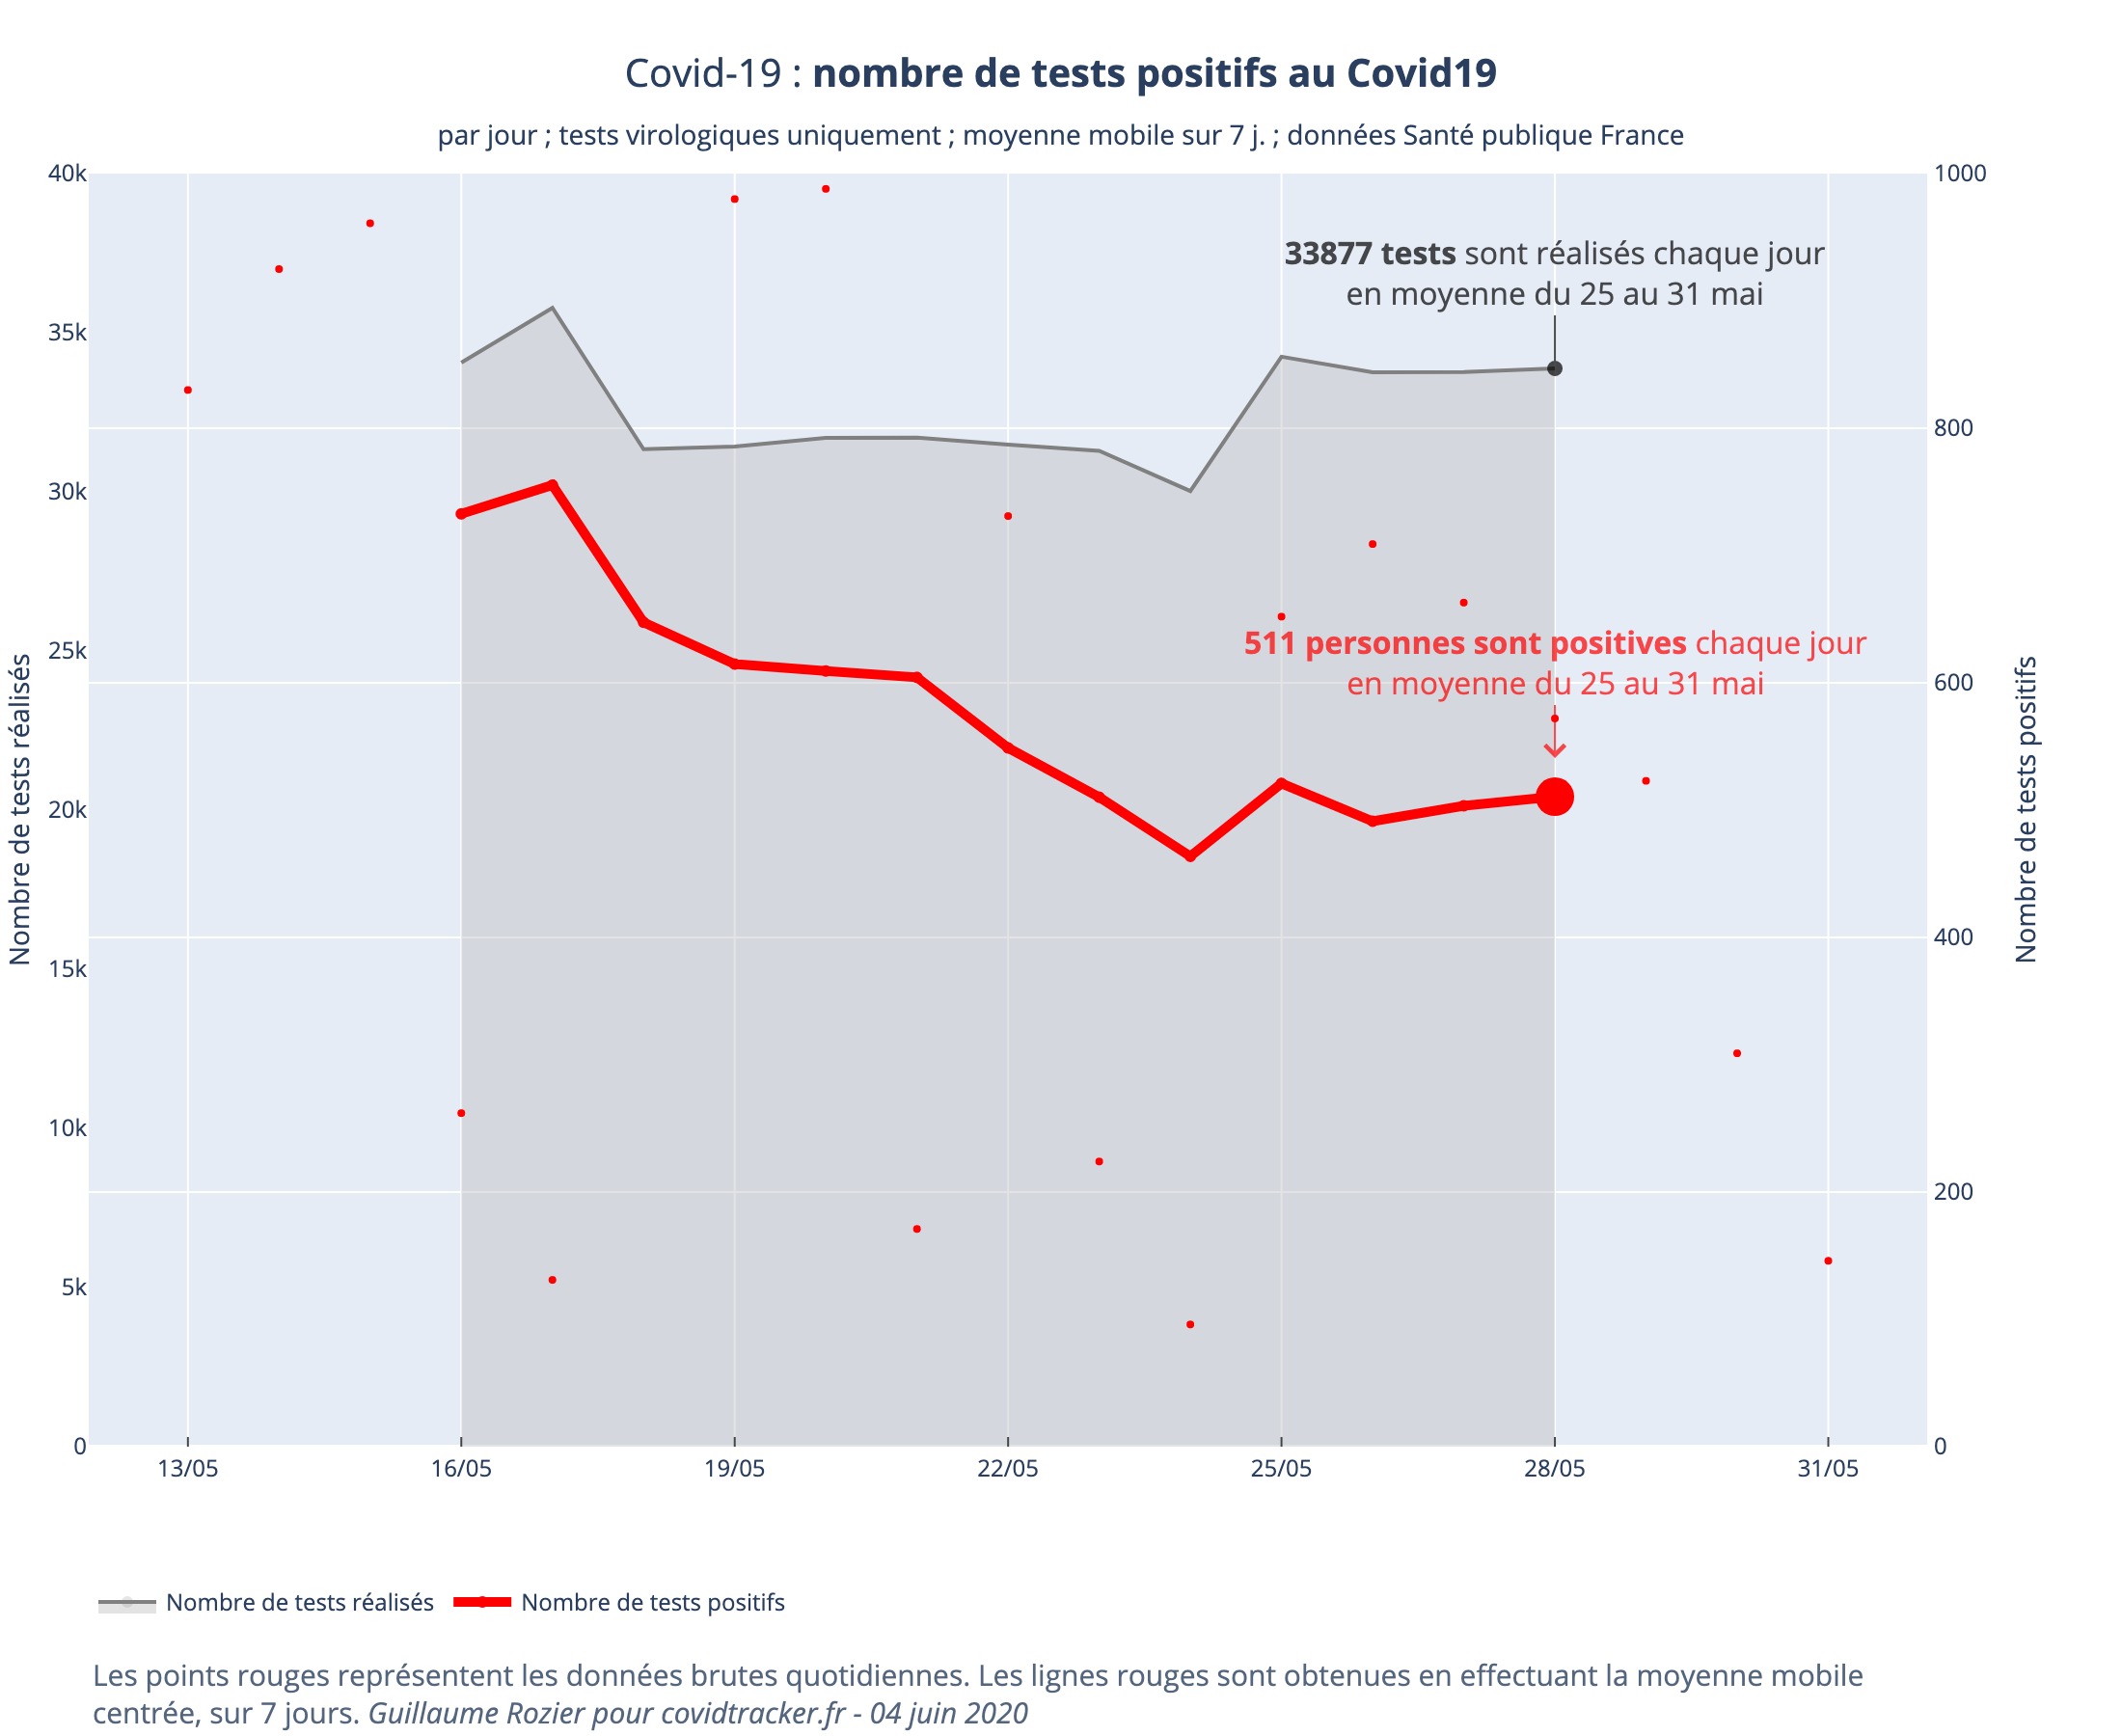 Covid-19 : nombre de tests positifs au Covid19
par jour ; tests virologiques uniquement ; moyenne mobile sur 7 j. ; données Santé publique France
40k
35k
30k
25k
20k
15k
10k
5k
0
Nombre de tests réalisés
1000
800
600
400
200
0
Nombre de tests positifs
33877 tests sont réalisés chaque jour
en moyenne du 25 au 31 mai
511 personnes sont positives chaque jour
en moyenne du 25 au 31 mai
13/05 16/05 19/05 22/05 25/05 28/05 31/05
Nombre de tests réalisés Nombre de tests positifs
Les points rouges représentent les données brutes quotidiennes. Les lignes rouges sont obtenues en effectuant la moyenne mobile
centrée, sur 7 jours. Guillaume Rozier pour covidtracker.fr - 04 juin 2020